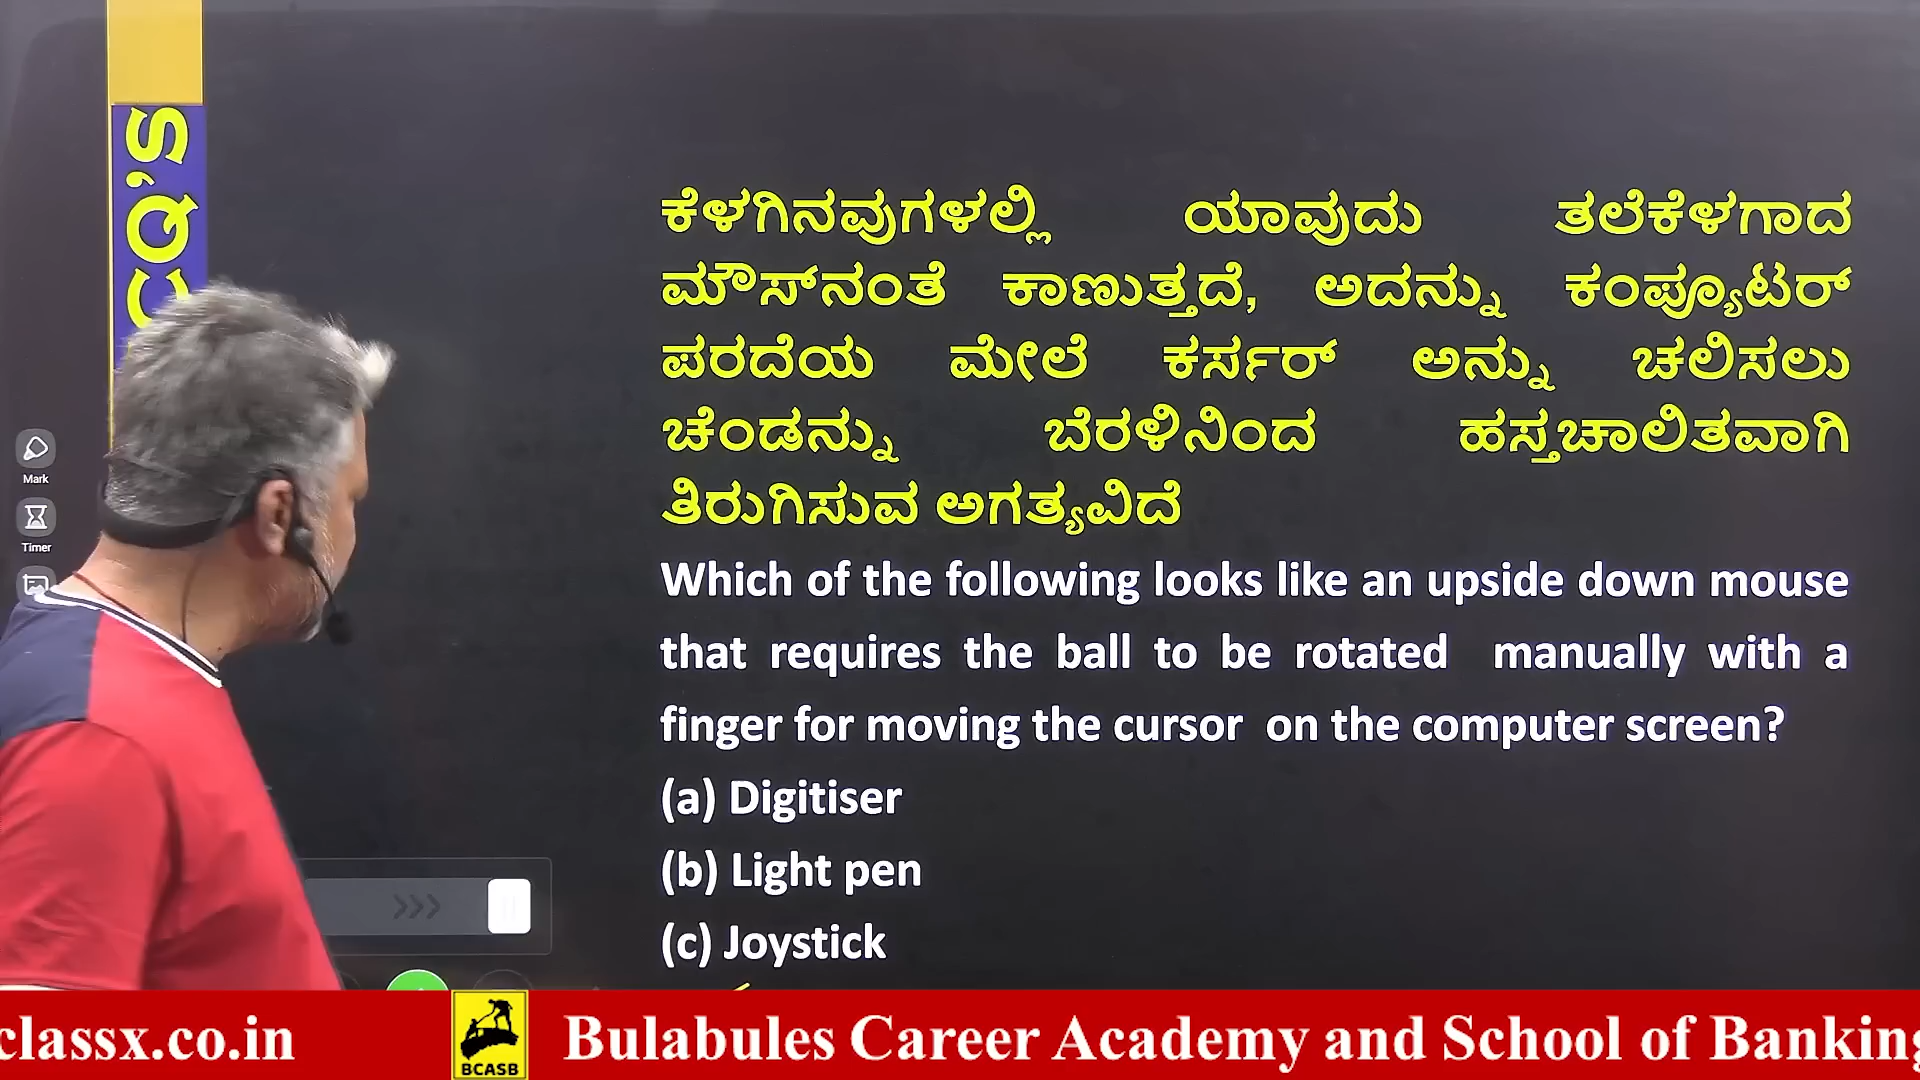 CQ'S
ಕೆಳಗಿನವುಗಳಲ್ಲಿ ಯಾವುದು ತಲೆಕೆಳಗಾದ
ಮೌಸ್‌ನಂತೆ ಕಾಣುತ್ತದೆ, ಅದನ್ನು ಕಂಪ್ಯೂಟರ್
ಪರದೆಯ ಮೇಲೆ ಕರ್ಸರ್ ಅನ್ನು ಚಲಿಸಲು
ಚೆಂಡನ್ನು ಬೆರಳಿನಿಂದ ಹಸ್ತಚಾಲಿತವಾಗಿ
ತಿರುಗಿಸುವ ಅಗತ್ಯವಿದೆ
Which of the following looks like an upside down mouse
that requires the ball to be rotated manually with a
finger for moving the cursor on the computer screen?
(a) Digitiser
(b) Light pen
(c) Joystick
Mark
Timer
classx.co.in
BCASB
Bulabules Career Academy and School of Banking